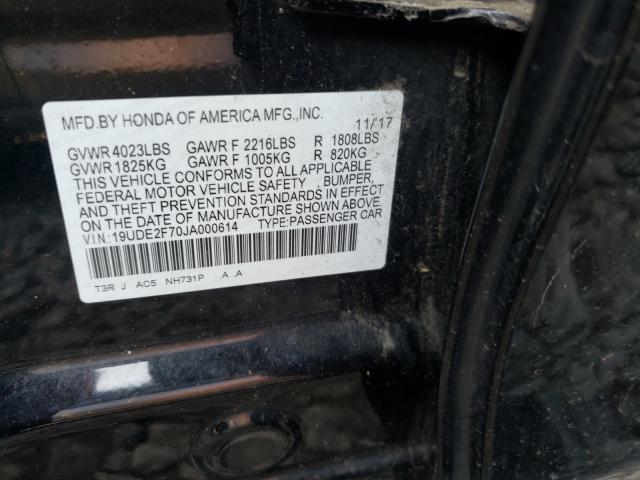 MFD.BY HONDA OF AMERICA MFG.,INC. 11/'17
GVWR 4023LBS GAWR F 2216LBS R 1808LBS
GVWR 1825KG GAWR F 1005KG R 820KG
THIS VEHICLE CONFORMS TO ALL APPLICABLE
FEDERAL MOTOR VEHICLE SAFETY , BUMPER,
AND THEFT PREVENTION STANDARDS IN EFFECT
ON THE DATE OF MANUFACTURE SHOWN ABOVE.
V.I.N.:19UDE2F70JA000614 TYPE:PASSENGER CAR
T3R J AC5 NH731P .A .A